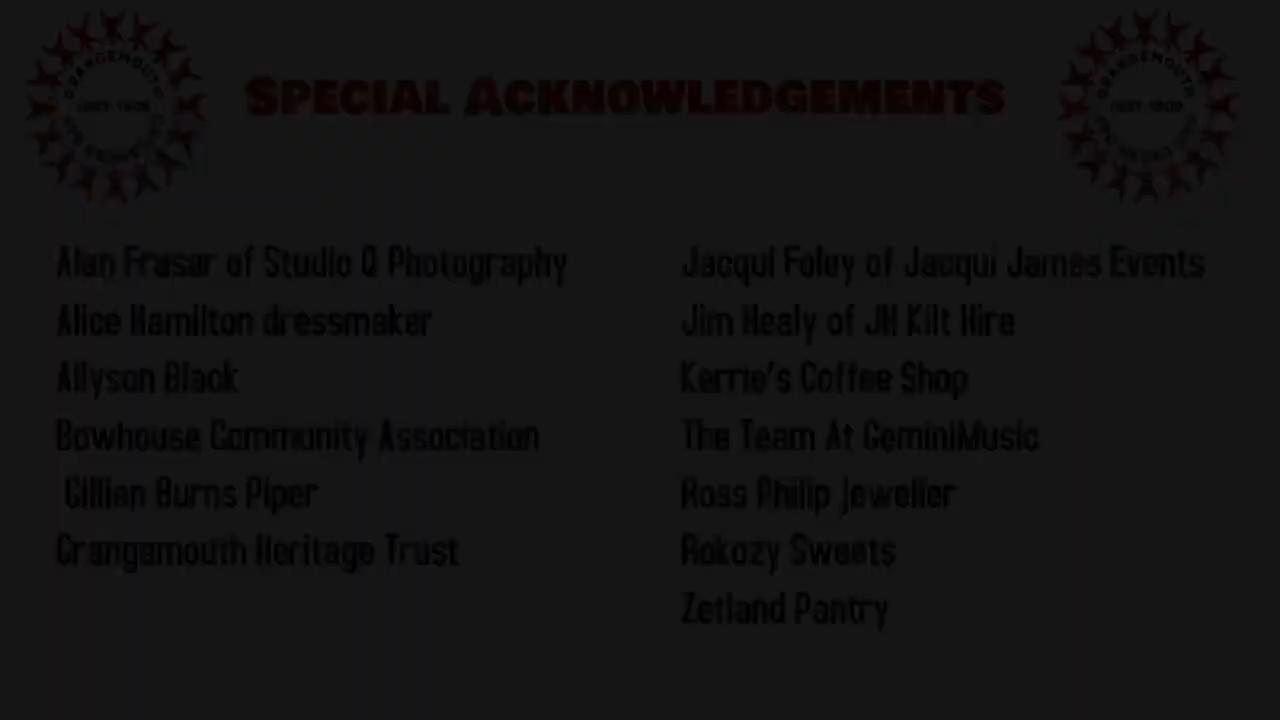 SPECIAL ACKNOWLEDGEMENTS
GRANGEMOUTH
GRANGEMOUTH
Alan Fraser of Studio Q Photography
Alice Hamilton dressmaker
Allyson Black
Bowhouse Community Association
Gillian Burns Piper
Grangemouth Heritage Trust
Jacqui Foley of Jacqui James Events
Jim Healy of JH Kilt Hire
Kerrie's Coffee Shop
The Team At GeminiMusic
Ross Philip Jeweller
Rokozy Sweets
Zetland Pantry